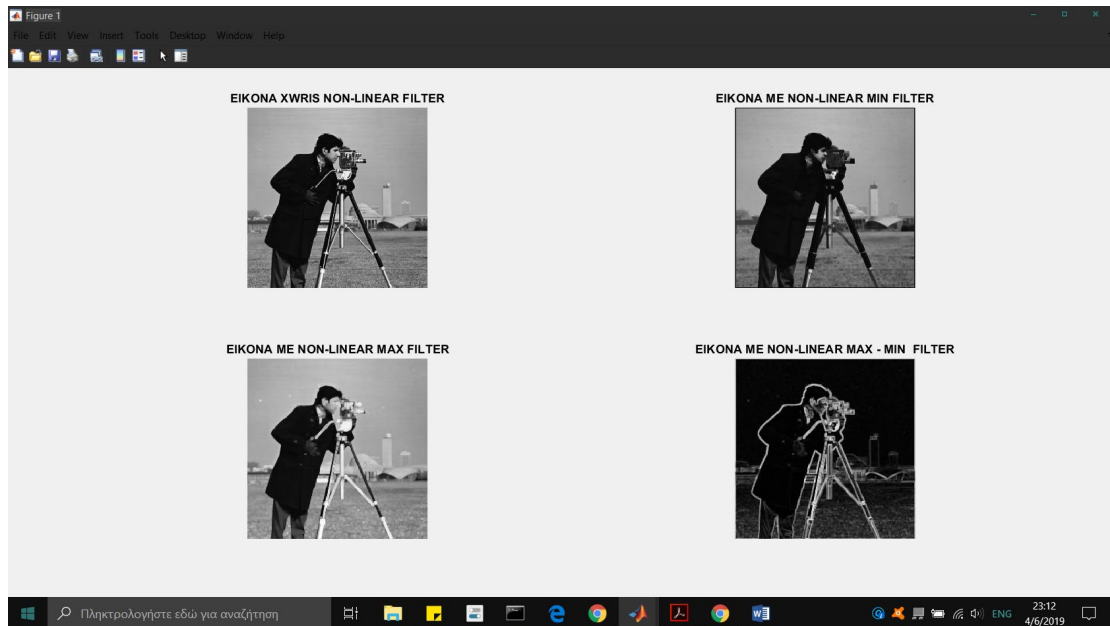 Figure 1
File Edit View Insert Tools Desktop Window Help
EIKONA XWRIS NON-LINEAR FILTER
EIKONA ME NON-LINEAR MIN FILTER
EIKONA ME NON-LINEAR MAX FILTER
EIKONA ME NON-LINEAR MAX - MIN FILTER
Πληκτρολογήστε εδώ για αναζήτηση
ENG
23:12
4/6/2019